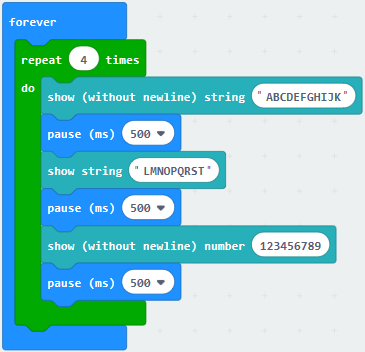 forever
repeat 4 times
do
show (without newline) string "ABCDEFGHIJK"
pause (ms) 500
show string "LMNOPQRST"
pause (ms) 500
show (without newline) number 123456789
pause (ms) 500